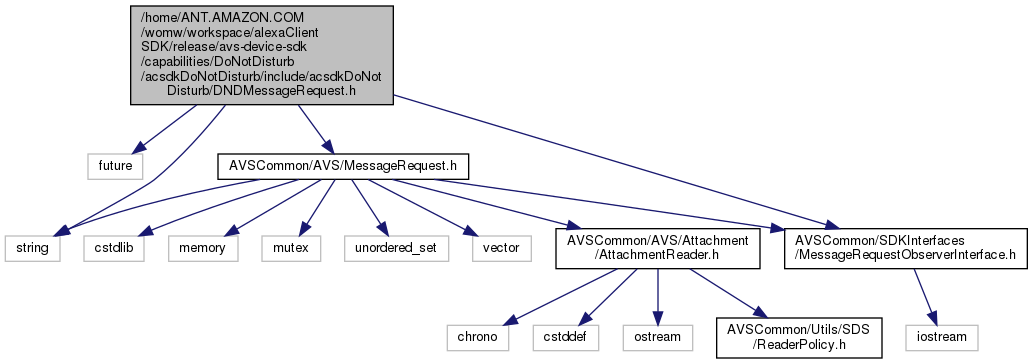 /home/ANT.AMAZON.COM
/womw/workspace/alexaClient
SDK/release/avs-device-sdk
/capabilities/DoNotDisturb
/acsdkDoNotDisturb/include/acsdkDoNot
Disturb/DNDMessageRequest.h
future
AVSCommon/AVS/MessageRequest.h
string
cstdlib
memory
mutex
unordered_set
vector
AVSCommon/AVS/Attachment
/AttachmentReader.h
AVSCommon/SDKInterfaces
/MessageRequestObserverInterface.h
chrono
cstddef
ostream
AVSCommon/Utils/SDS
/ReaderPolicy.h
iostream